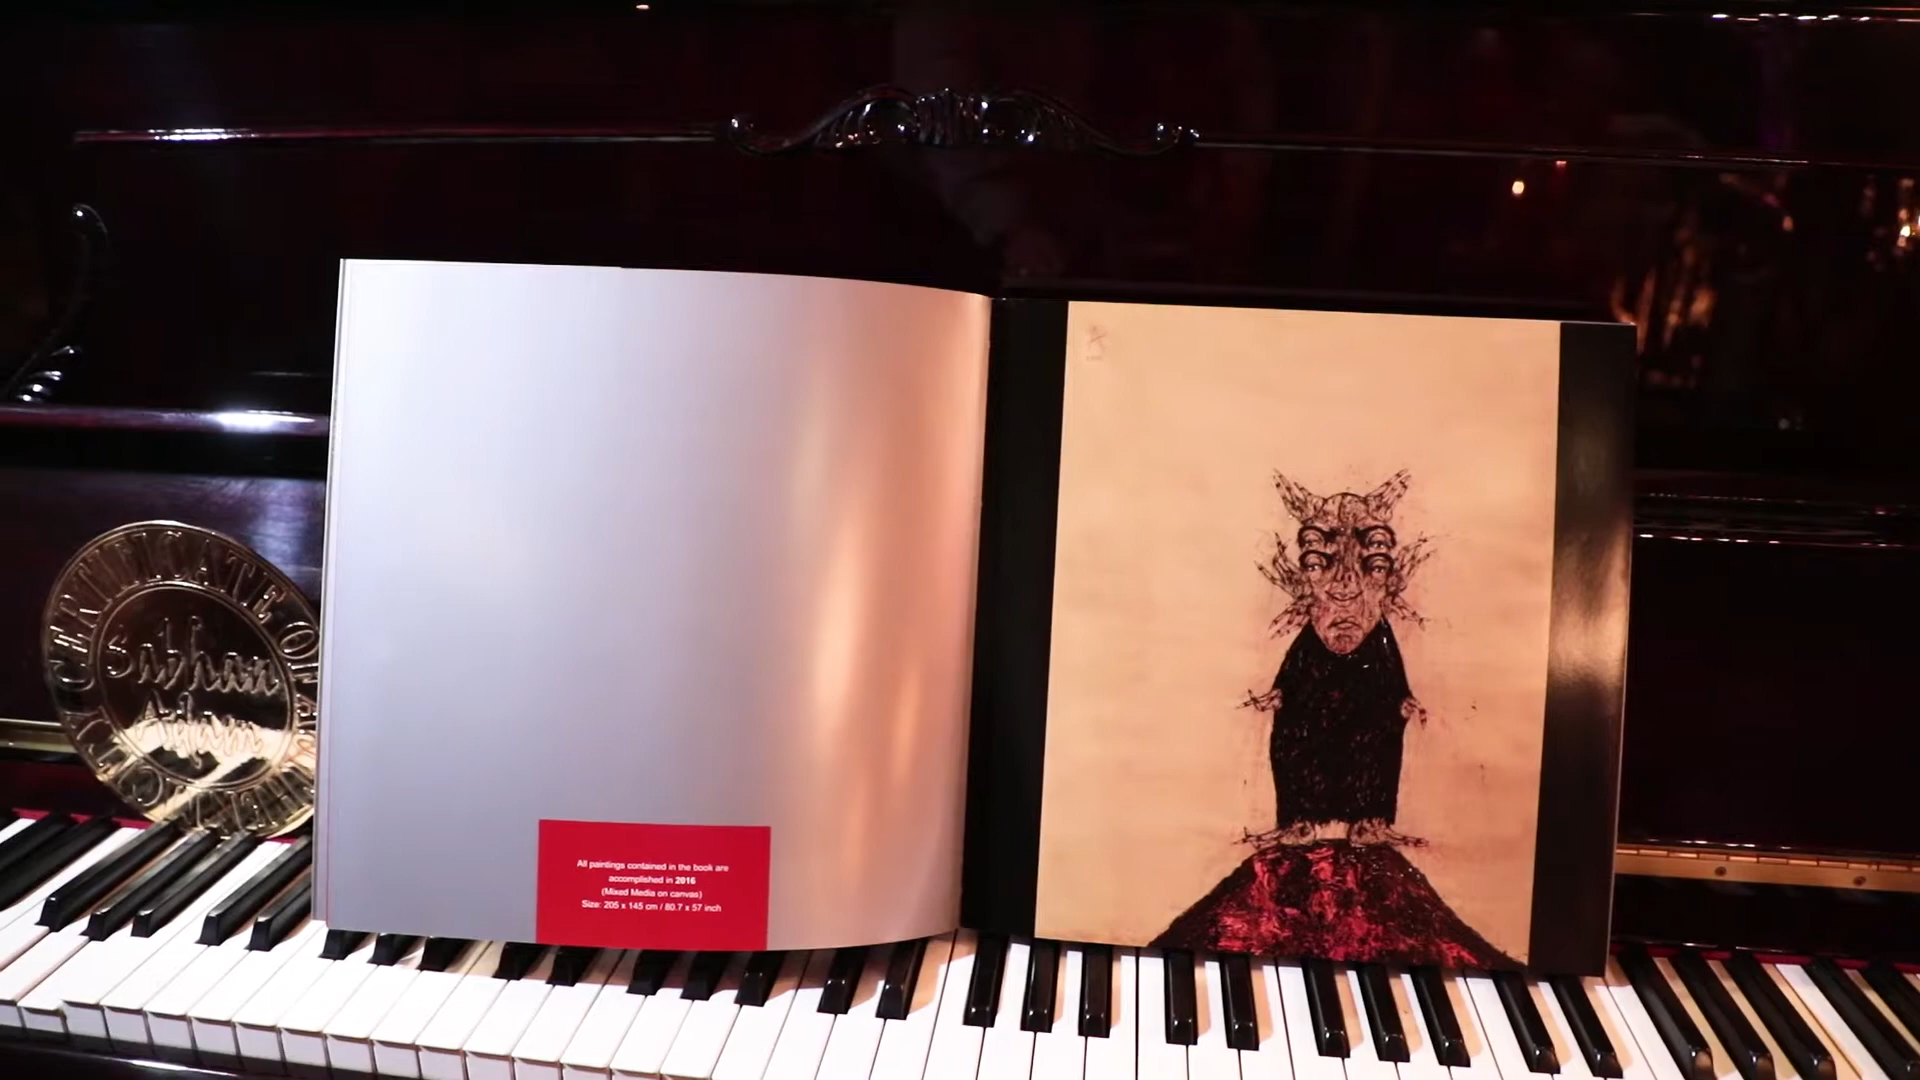 CERTIFICATE OF AUTHENTICITY
Sathan
Adam
All paintings contained in the book are
accomplished in 2016
(Mixed Media on canvas)
Size: 205 x 145 cm / 80.7 x 57 inch